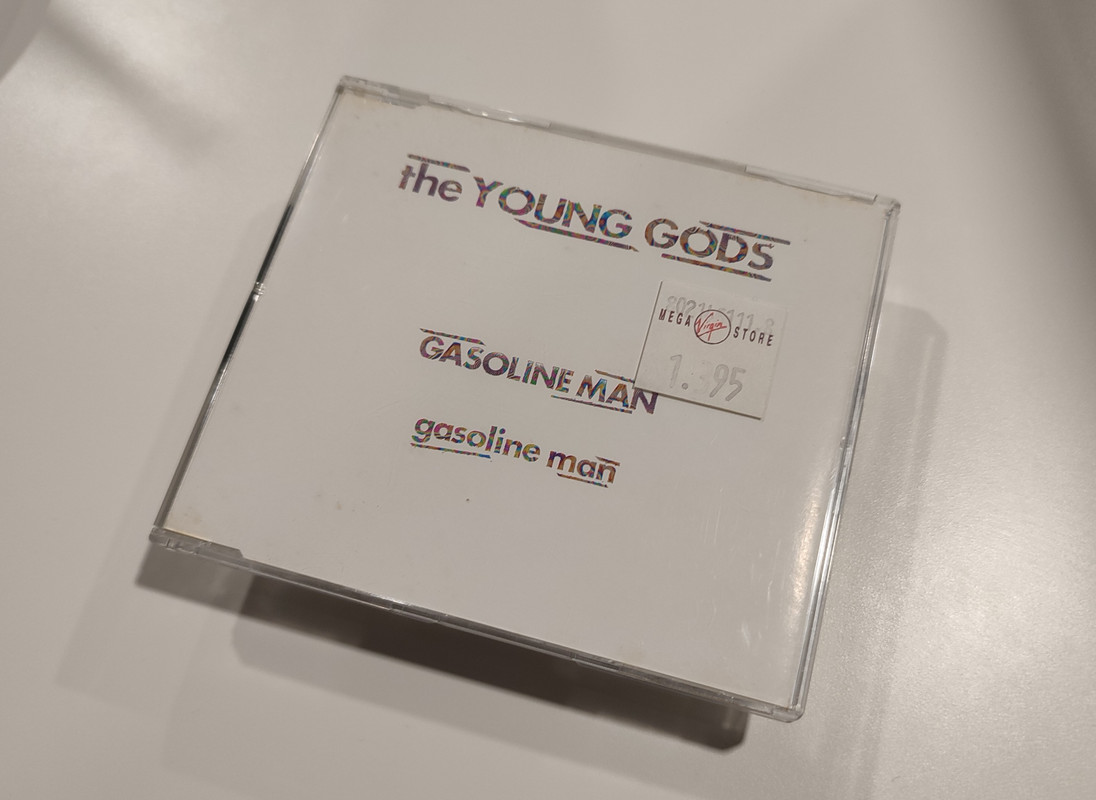 the YOUNG GODS
MEGA Virgin STORE
GASOLINE MAN
gasoline man